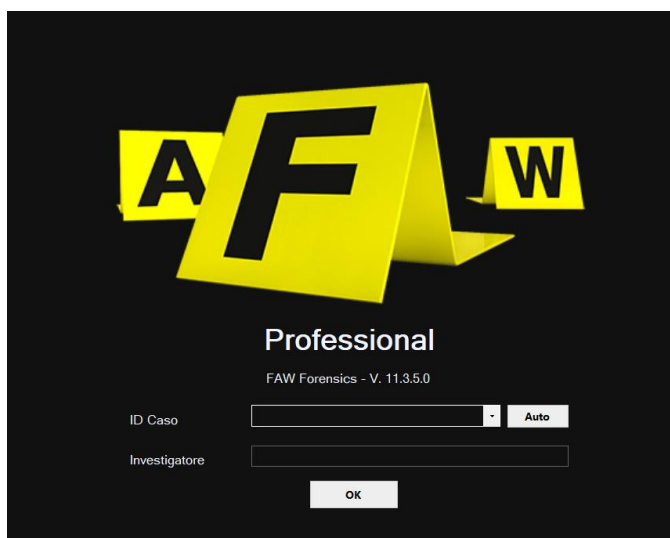 A F W
Professional
FAW Forensics - V. 11.3.5.0
ID Caso
Auto
Investigatore
OK